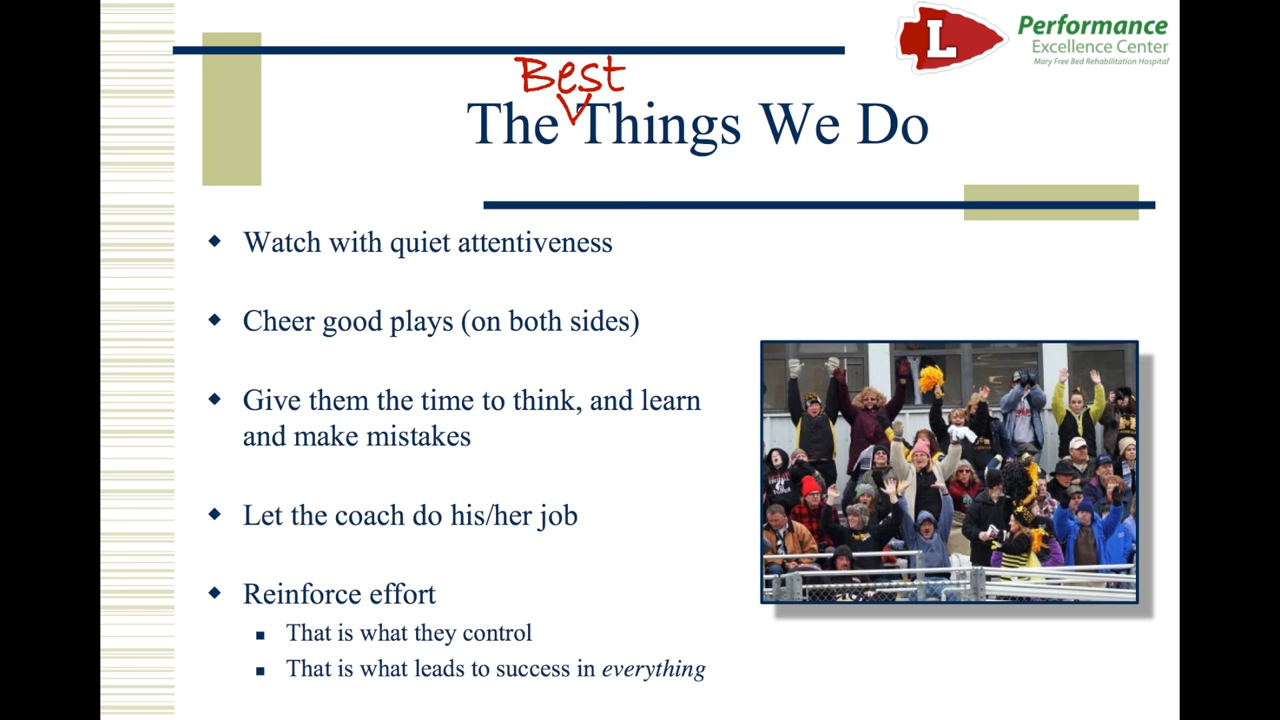 L
Performance
Excellence Center
Mary Free Bed Rehabilitation Hospital
Best
The Things We Do
Watch with quiet attentiveness
Cheer good plays (on both sides)
Give them the time to think, and learn
and make mistakes
Let the coach do his/her job
Reinforce effort
That is what they control
That is what leads to success in everything